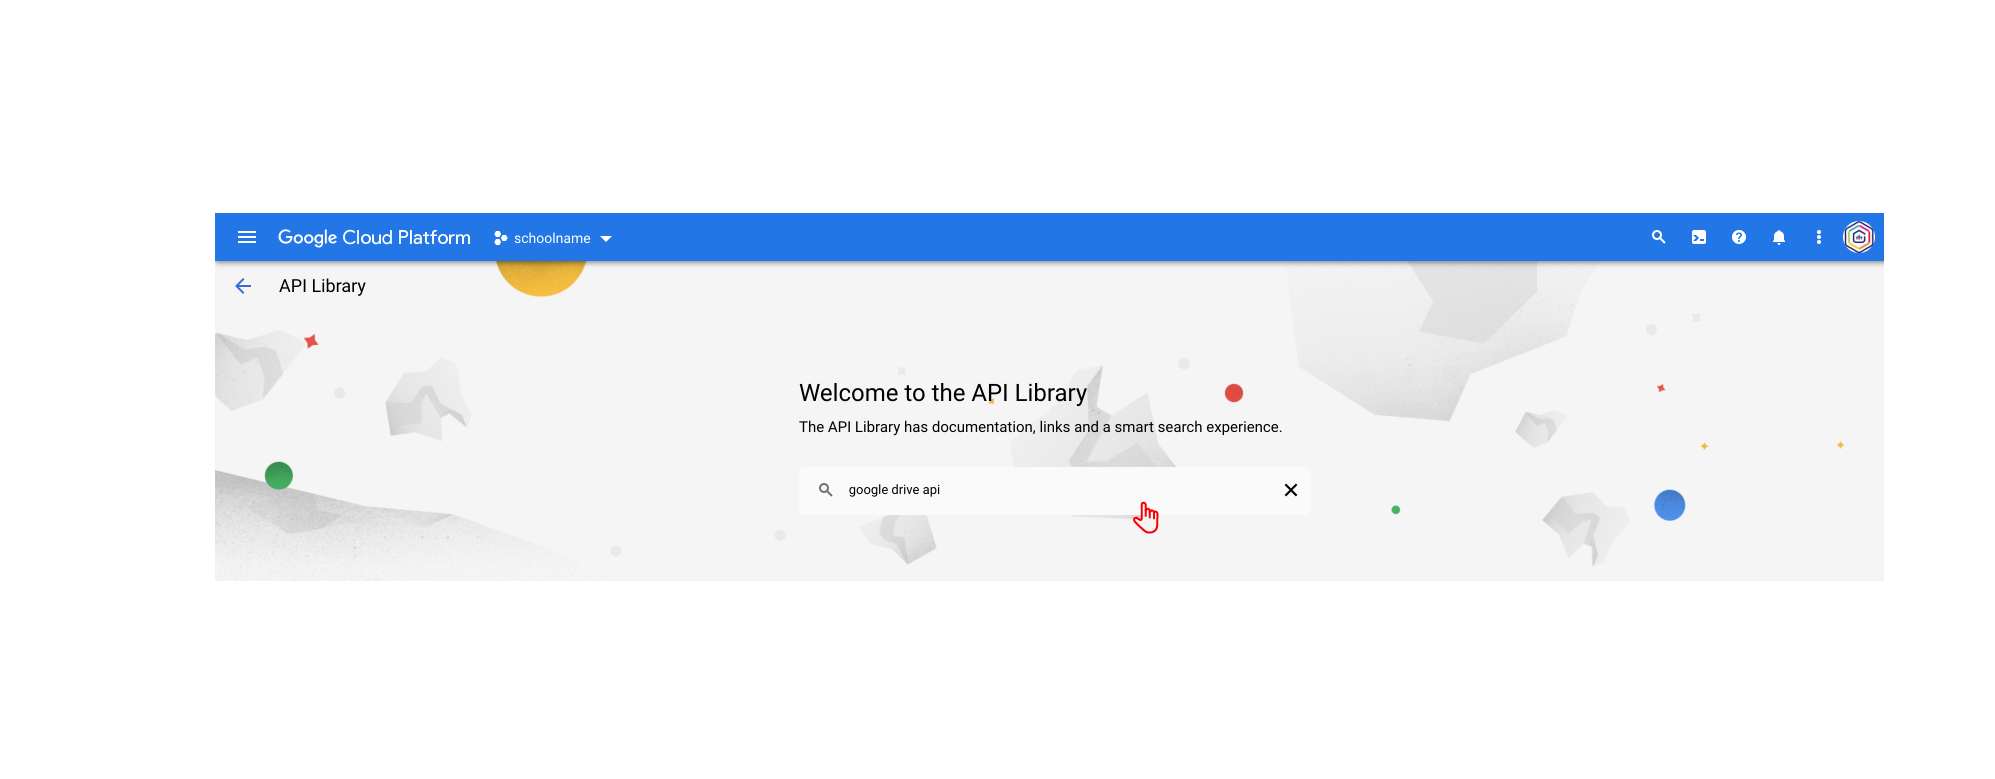 Google Cloud Platform
schoolname
API Library
Welcome to the API Library
The API Library has documentation, links and a smart search experience.
google drive api